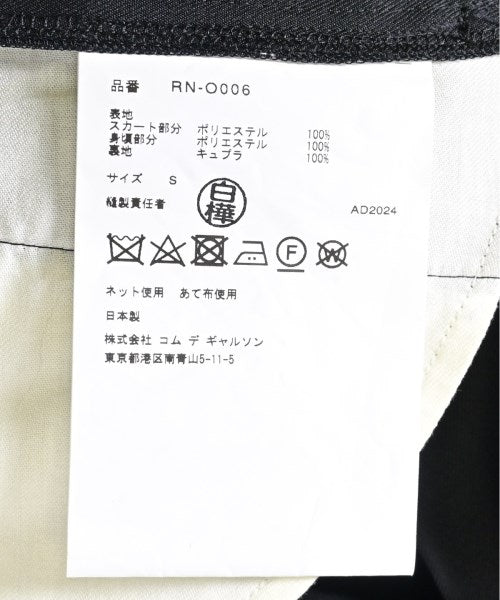 品番 RN-O006
表地
スカート部分 ポリエステル 100%
身頃部分 ポリエステル 100%
裏地 キュプラ 100%
サイズ S
縫製責任者 白樺 AD2024
F W
ネット使用 あて布使用
日本製
株式会社 コム デ ギャルソン
東京都港区南青山5-11-5